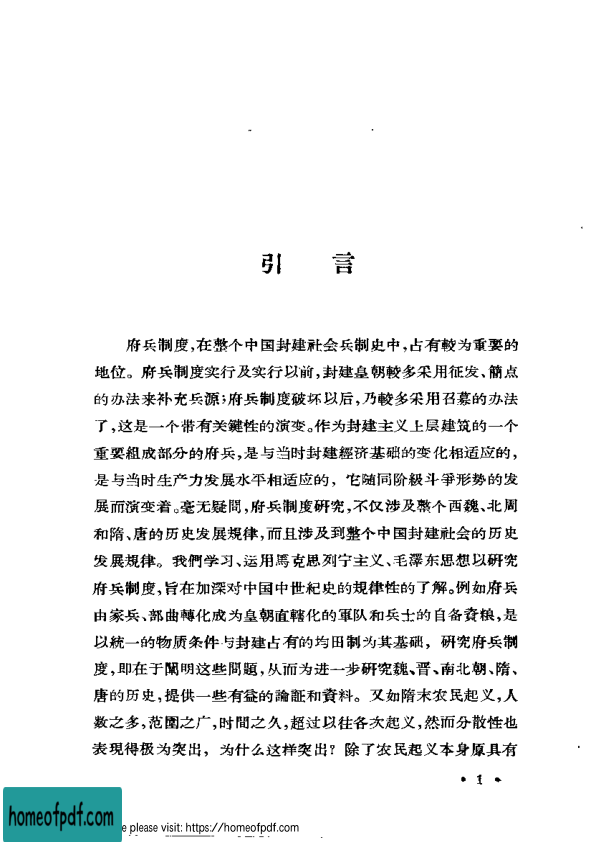 引 言
府兵制度,在整个中国封建社会兵制史中,占有較为重要的
地位。府兵制度实行及实行以前,封建皇朝較多采用征发、簡点
的办法来补充兵源;府兵制度破坏以后,乃較多采用召募的办法
了,这是一个带有关鍵性的演变。作为封建主义上层建筑的一个
重要組成部分的府兵,是与当时封建經济基础的变化相适应的,
是与当时生产力发展水平相适应的,它随同阶級斗爭形势的发
展而演变着。毫无疑問,府兵制度研究,不仅涉及整个西魏、北周
和隋、唐的历史发展規律,而且涉及到整个中国封建社会的历史
发展規律。我們学习、运用馬克思列宁主义、毛澤东思想以研究
府兵制度,旨在加深对中国中世紀史的規律性的了解。例如府兵
由家兵、部曲轉化成为皇朝直轄化的軍队和兵士的自备資粮,是
以統一的物质条件与封建占有的均田制为其基础,研究府兵制
度,即在于闡明这些問題,从而为进一步研究魏、晋、南北朝、隋、
唐的历史,提供一些有益的論証和資料。又如隋末农民起义,人
数之多,范圍之广,时間之久,超过以往各次起义,然而分散性也
表現得极为突出,为什么这样突出?除了农民起义本身原具有
• 1 •
homeofpdf.com
please visit: https://homeofpdf.com